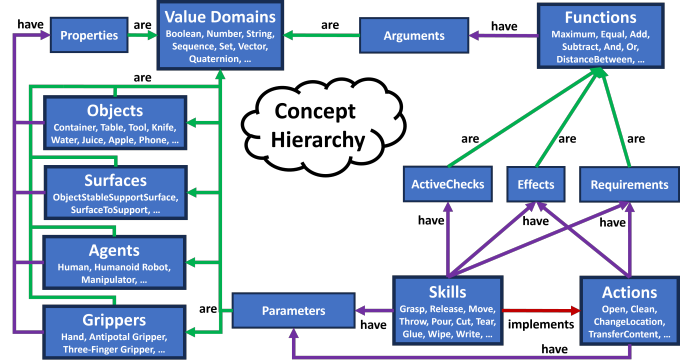 have
Properties
are
Value Domains
Boolean, Number, String,
Sequence, Set, Vector,
Quaternion, ...
are
Arguments
have
Functions
Maximum, Equal, Add,
Subtract, And, Or,
DistanceBetween, ...
are
Objects
Container, Table, Tool, Knife,
Water, Juice, Apple, Phone, ...
Concept
Hierarchy
are
are
are
Surfaces
ObjectStableSupportSurface,
SurfaceToSupport, ...
ActiveChecks
Effects
Requirements
have
have
have
Agents
Human, Humanoid Robot,
Manipulator, ...
Grippers
Hand, Antipotal Gripper,
Three-Finger Gripper, ...
are
Parameters
have
Skills
Grasp, Release, Move,
Throw, Pour, Cut, Tear,
Glue, Wipe, Write, ...
implements
Actions
Open, Clean,
ChangeLocation,
TransferContent, ...
have